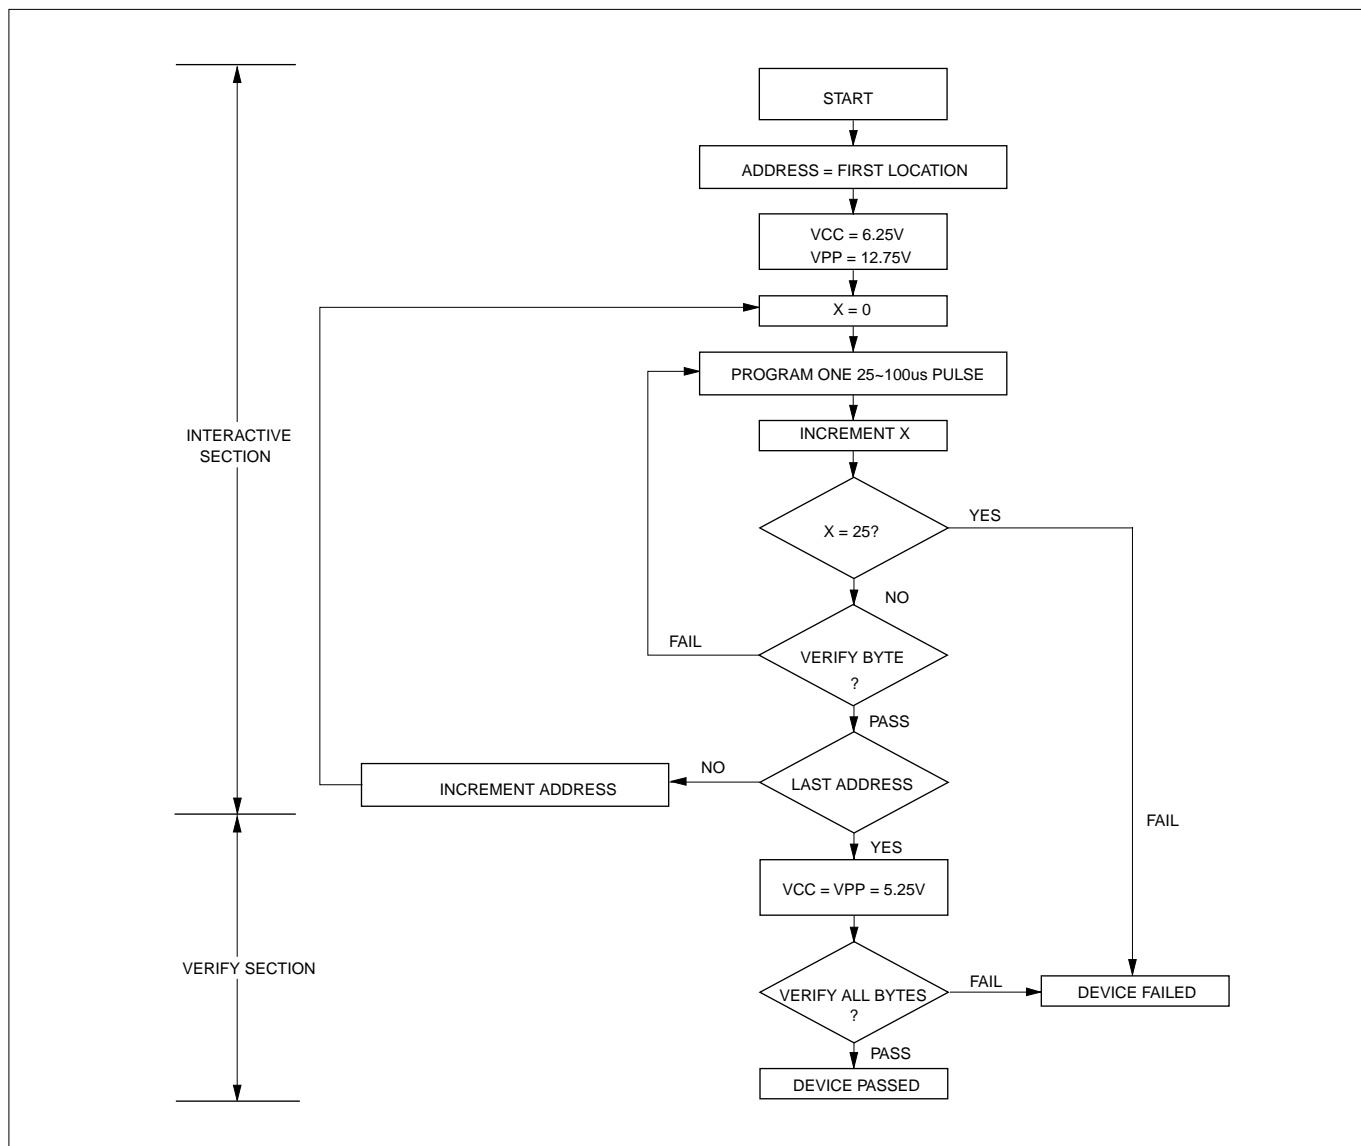 START
ADDRESS = FIRST LOCATION
VCC = 6.25V
VPP = 12.75V
X = 0
PROGRAM ONE 25~100us PULSE
INTERACTIVE
SECTION
INCREMENT X
X = 25?
YES
NO
FAIL
VERIFY BYTE
?
PASS
NO
LAST ADDRESS
INCREMENT ADDRESS
FAIL
YES
VCC = VPP = 5.25V
VERIFY SECTION
VERIFY ALL BYTES
?
FAIL
DEVICE FAILED
PASS
DEVICE PASSED